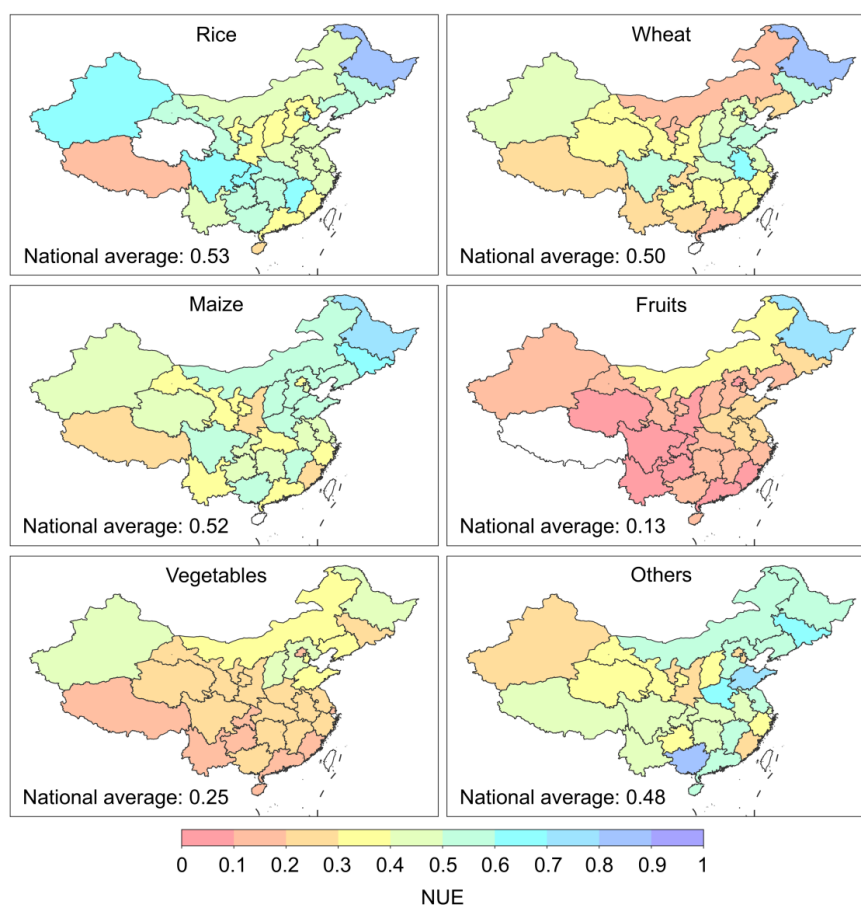 Rice
National average: 0.53
Wheat
National average: 0.50
Maize
National average: 0.52
Fruits
National average: 0.13
Vegetables
National average: 0.25
Others
National average: 0.48
0 0.1 0.2 0.3 0.4 0.5 0.6 0.7 0.8 0.9 1
NUE